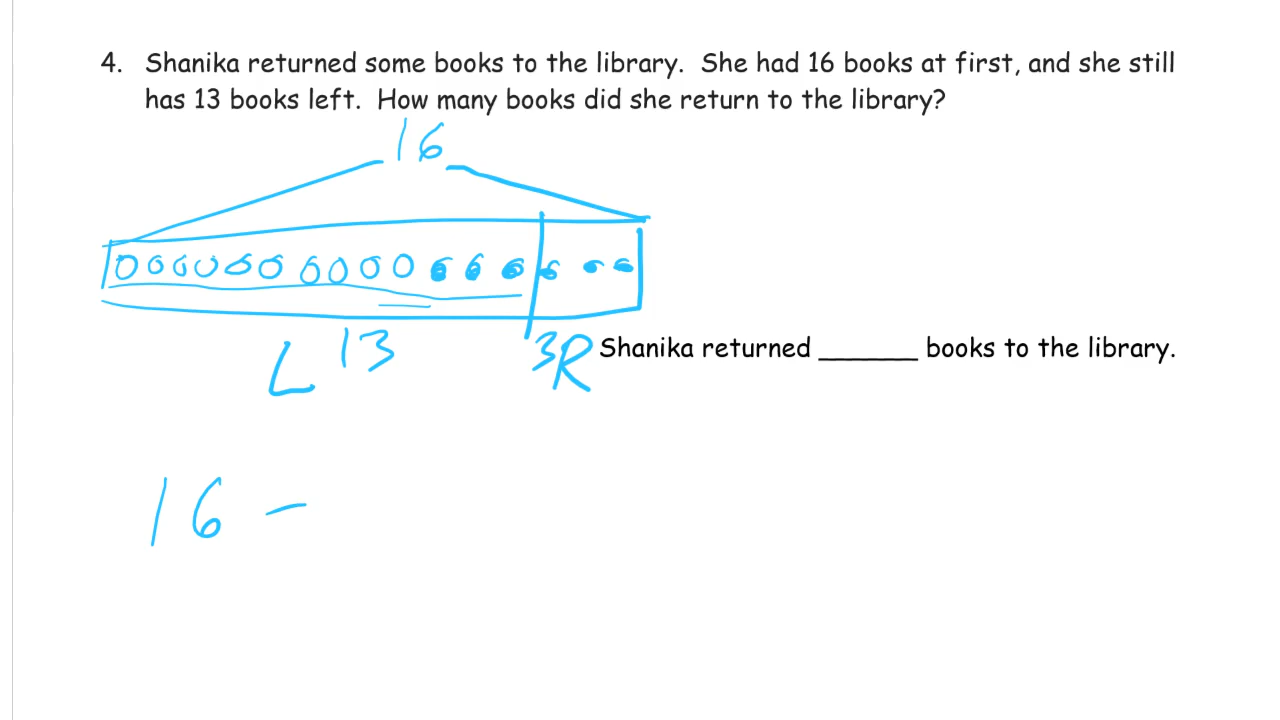 4. Shanika returned some books to the library. She had 16 books at first, and she still
has 13 books left. How many books did she return to the library?
16
L 13 3R
Shanika returned ______ books to the library.
16 -